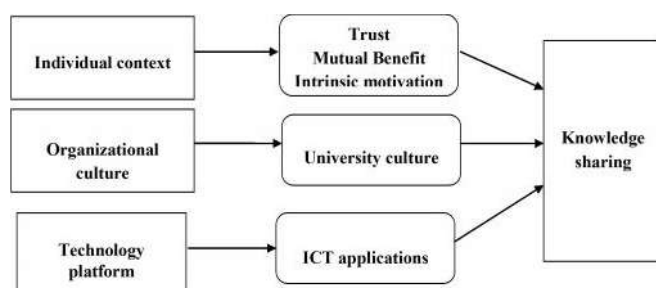 Individual context
Trust
Mutual Benefit
Intrinsic motivation
Organizational
culture
University culture
Knowledge
sharing
Technology
platform
ICT applications